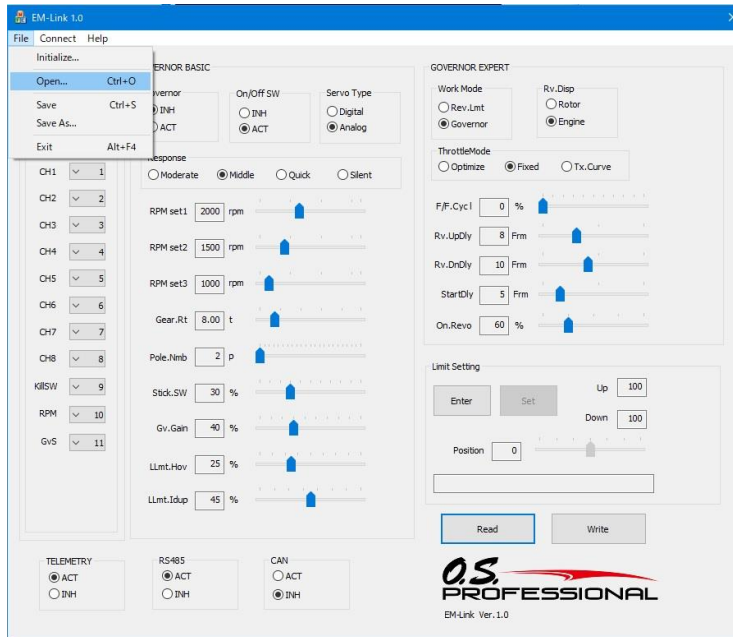 EM-Link 1.0
File Connect Help
Initialize...
Open... Ctrl+O
Save Ctrl+S
Save As...
Exit Alt+F4
CH1 1
CH2 2
CH3 3
CH4 4
CH5 5
CH6 6
CH7 7
CH8 8
KillSW 9
RPM 10
GvS 11
BASIC
On/Off SW
Servo Type
INH
INH
Digital
ACT
ACT
Analog
Response
Moderate Middle Quick Silent
RPM set1 2000 rpm
RPM set2 1500 rpm
RPM set3 1000 rpm
Gear.Rt 8.00 t
Pole.Nmb 2 p
Stick.SW 30 %
Gv.Gain 40 %
LLmt.Hov 25 %
LLmt.Idup 45 %
GOVERNOR EXPERT
Work Mode
Rev.Lmt
Governor
Rv.Disp
Rotor
Engine
ThrottleMode
Optimize Fixed Tx.Curve
F/F.Cycl 0 %
Rv.UpDly 8 Frm
Rv.DnDly 10 Frm
StartDly 5 Frm
On.Revo 60 %
Limit Setting
Enter Set
Up 100
Down 100
Position 0
Read Write
TELEMETRY
ACT
INH
RS485
ACT
INH
CAN
ACT
INH
O.S.
PROFESSIONAL
EM-Link Ver.1.0